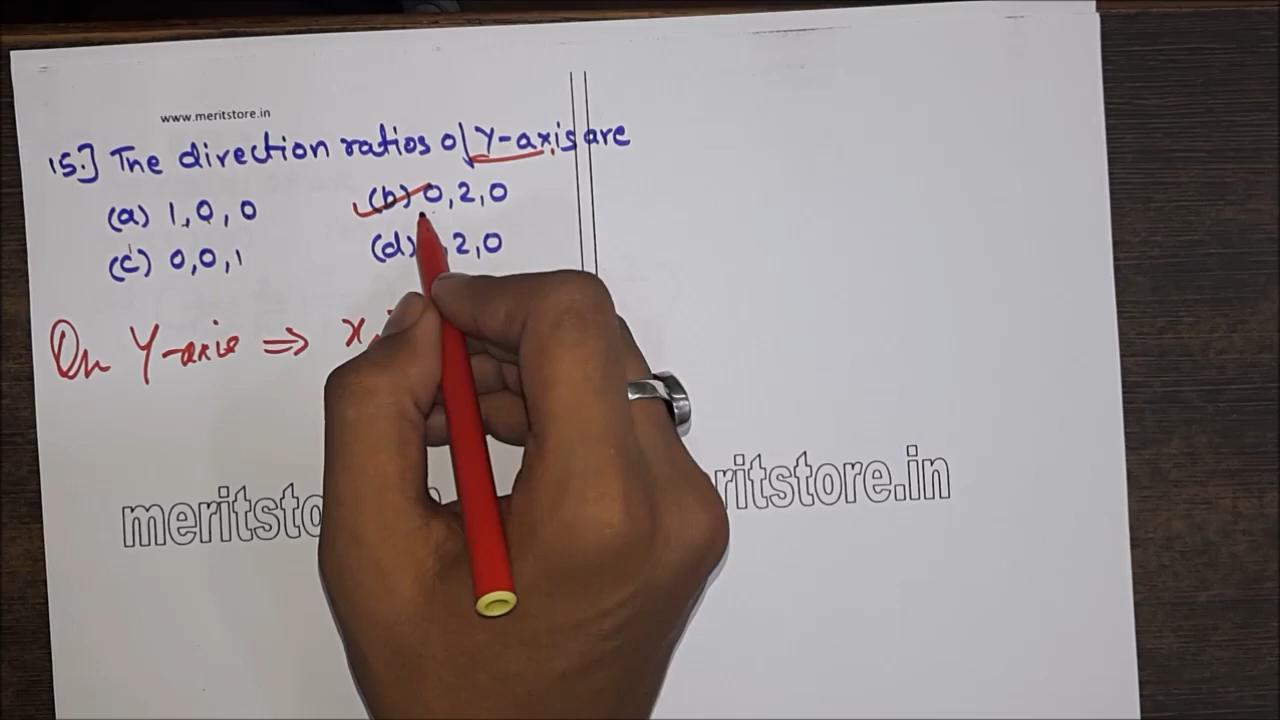 www.meritstore.in
15.] The direction ratios of Y-axis are
(a) 1, 0, 0 (b) 0, 2, 0
(c) 0, 0, 1 (d) , 2, 0
On Y-axis ⇒ x,
meritsto ritstore.in